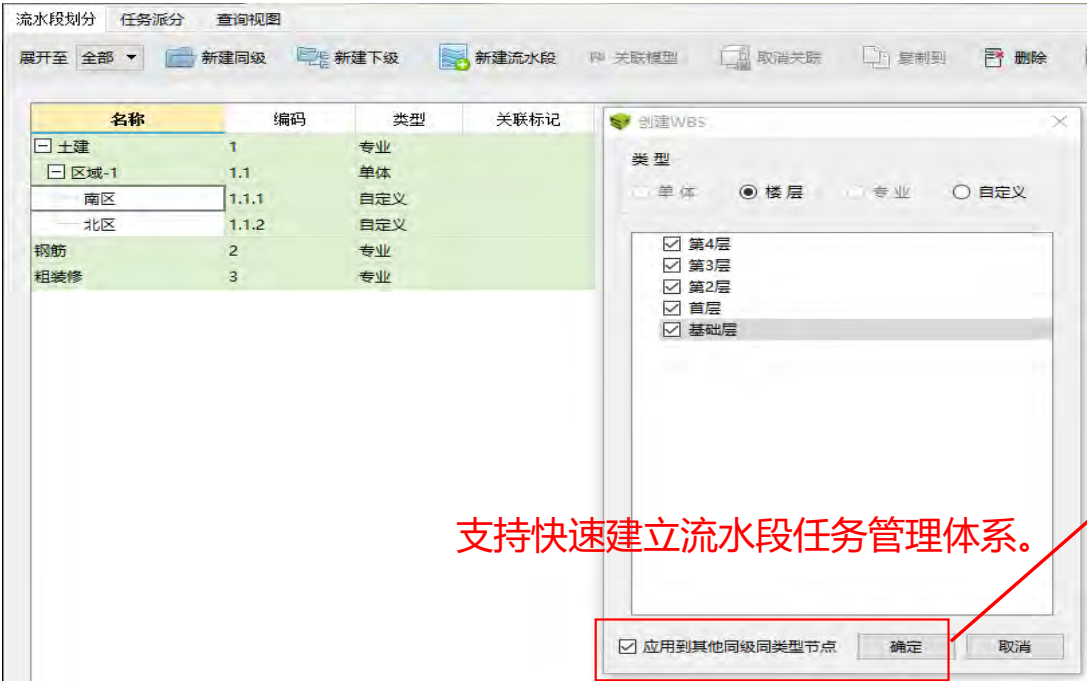 流水段划分 任务派分 查询视图
展开至 全部 新建同级 新建下级 新建流水段 关联模型 取消关联 复制到 删除
名称 编码 类型 关联标记
土建 1 专业
区域-1 1.1 单体
南区 1.1.1 自定义
北区 1.1.2 自定义
钢筋 2 专业
粗装修 3 专业
创建WBS
类型
单体 楼层 专业 自定义
第4层
第3层
第2层
首层
基础层
支持快速建立流水段任务管理体系。
应用到其他同级同类型节点 确定 取消